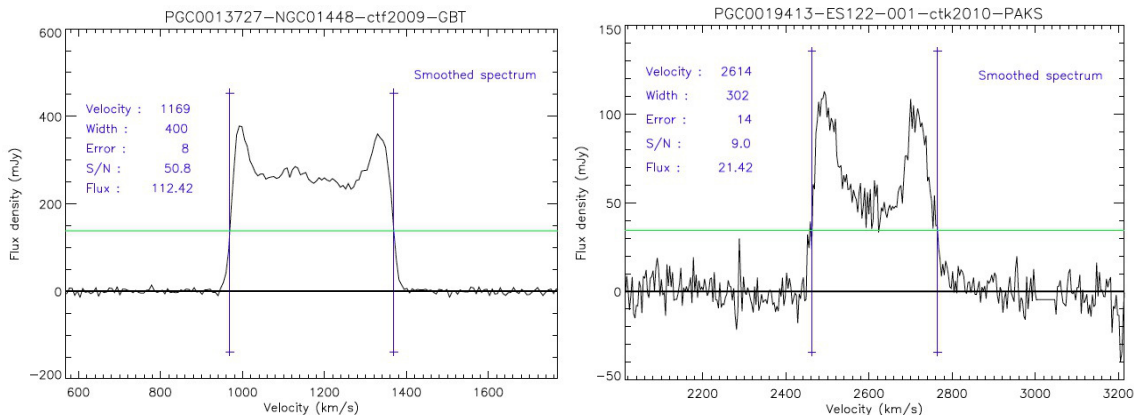 PGC0013727-NGC01448-ctf2009-GBT
600
400
200
0
-200
Flux density (mJy)
Smoothed spectrum
Velocity : 1169
Width : 400
Error : 8
S/N : 50.8
Flux : 112.42
600 800 1000 1200 1400 1600
Velocity (km/s)
PGC0019413-ES122-001-ctk2010-PAKS
150
100
50
0
-50
Flux density (mJy)
Velocity : 2614
Smoothed spectrum
Width : 302
Error : 14
S/N : 9.0
Flux : 21.42
2200 2400 2600 2800 3000 3200
Velocity (km/s)